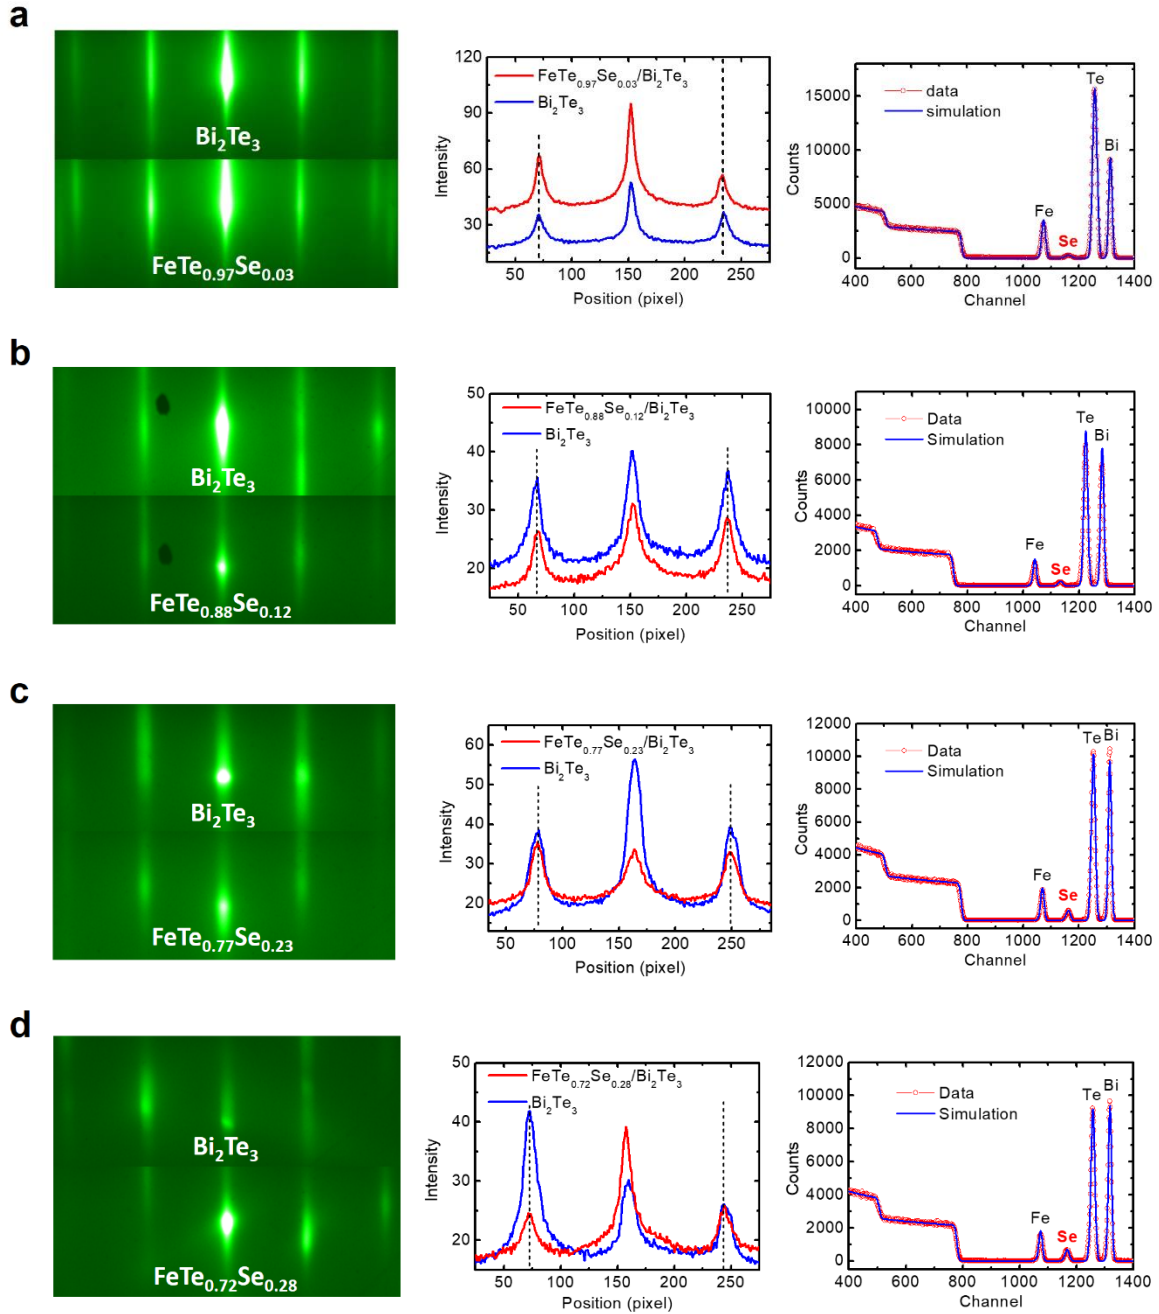 a
Bi₂Te₃
FeTe₀.₉₇Se₀.₀₃
120
90
60
30
Intensity
FeTe₀.₉₇Se₀.₀₃/Bi₂Te₃
Bi₂Te₃
50 100 150 200 250
Position (pixel)
15000
10000
5000
0
Counts
data
simulation
Fe
Se
Te
Bi
400 600 800 1000 1200 1400
Channel
b
Bi₂Te₃
FeTe₀.₈₈Se₀.₁₂
50
40
30
20
Intensity
FeTe₀.₈₈Se₀.₁₂/Bi₂Te₃
Bi₂Te₃
50 100 150 200 250
Position (pixel)
10000
8000
6000
4000
2000
0
Counts
Data
Simulation
Fe
Se
Te
Bi
400 600 800 1000 1200 1400
Channel
c
Bi₂Te₃
FeTe₀.₇₇Se₀.₂₃
60
50
40
30
20
Intensity
FeTe₀.₇₇Se₀.₂₃/Bi₂Te₃
Bi₂Te₃
50 100 150 200 250
Position (pixel)
12000
10000
8000
6000
4000
2000
0
Counts
Data
Simulation
Fe
Se
Te
Bi
400 600 800 1000 1200 1400
Channel
d
Bi₂Te₃
FeTe₀.₇₂Se₀.₂₈
50
40
30
20
Intensity
FeTe₀.₇₂Se₀.₂₈/Bi₂Te₃
Bi₂Te₃
50 100 150 200 250
Position (pixel)
12000
10000
8000
6000
4000
2000
0
Counts
Data
Simulation
Fe
Se
Te
Bi
400 600 800 1000 1200 1400
Channel